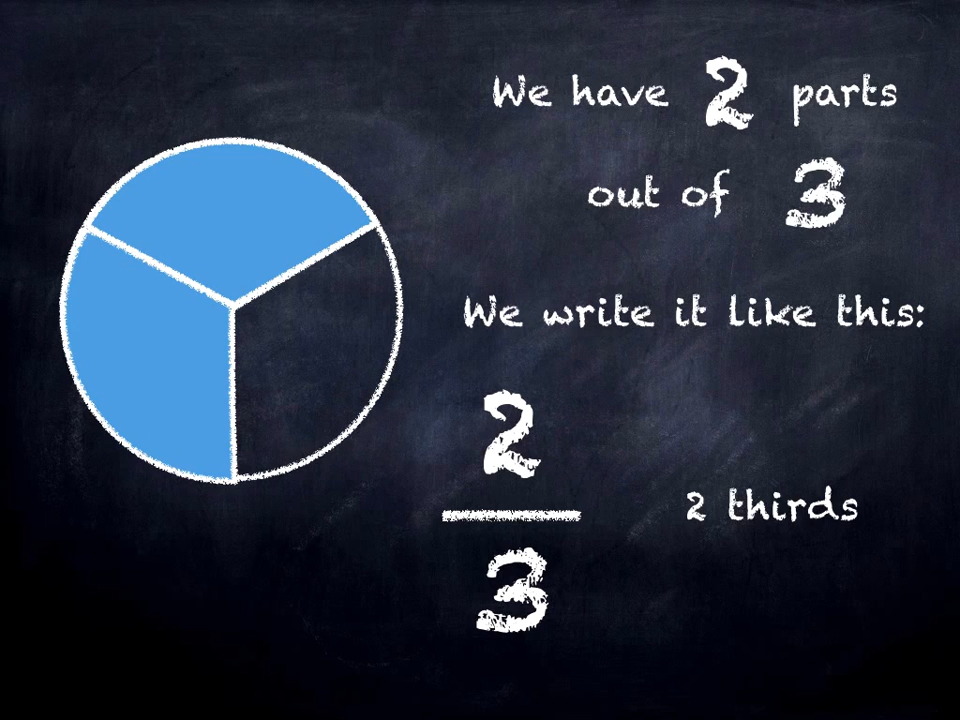 We have 2 parts
out of 3
We write it like this:
2
3
2 thirds